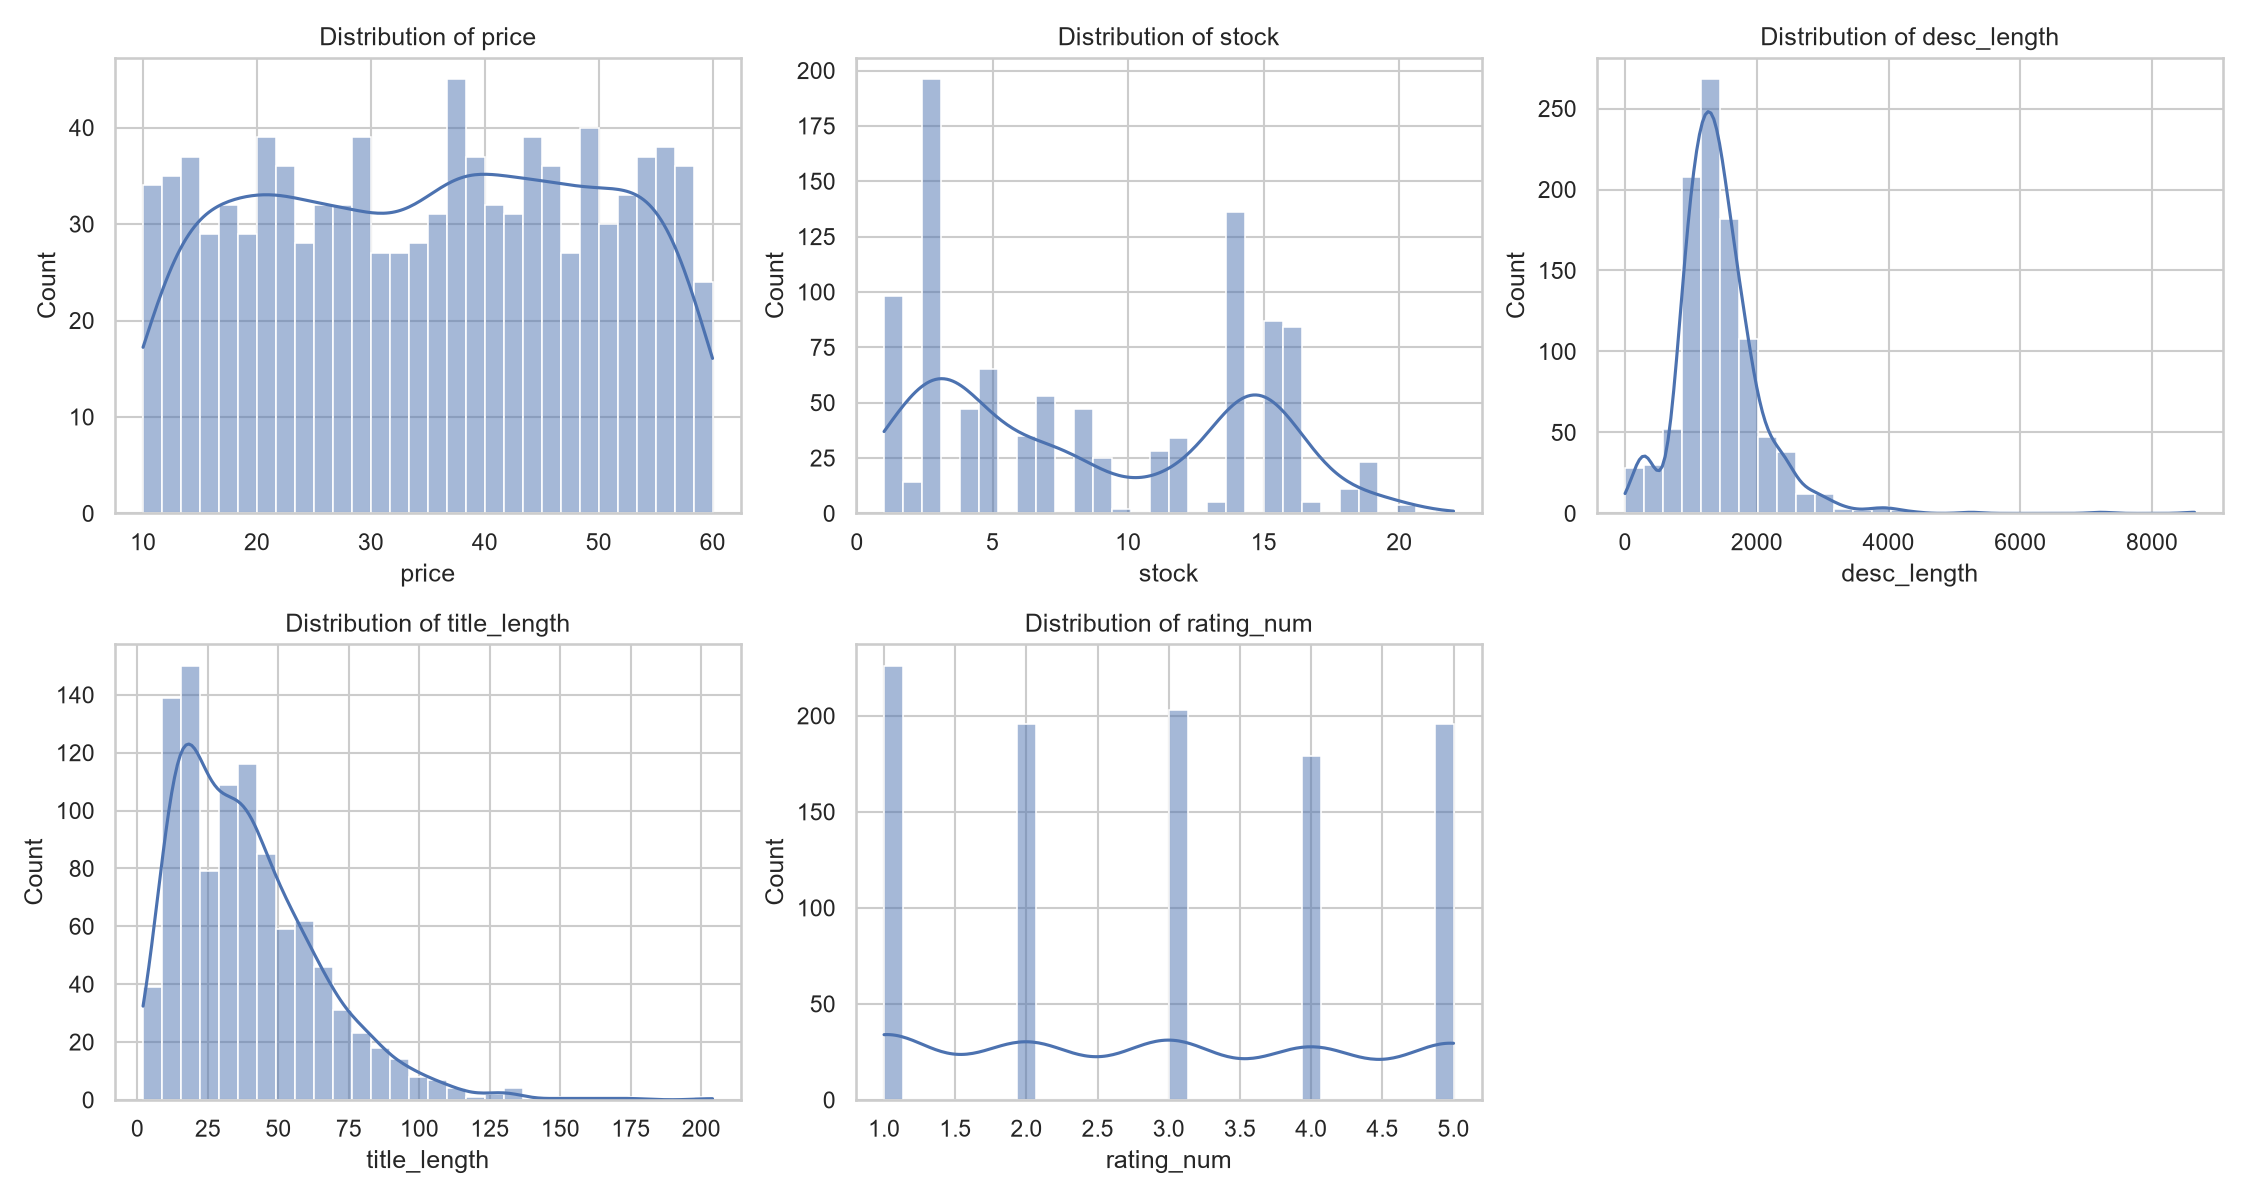 Distribution of price
Count
40
30
20
10
0
10 20 30 40 50 60
price
Distribution of stock
Count
200
175
150
125
100
75
50
25
0
0 5 10 15 20
stock
Distribution of desc_length
Count
250
200
150
100
50
0
0 2000 4000 6000 8000
desc_length
Distribution of title_length
Count
140
120
100
80
60
40
20
0
0 25 50 75 100 125 150 175 200
title_length
Distribution of rating_num
Count
200
150
100
50
0
1.0 1.5 2.0 2.5 3.0 3.5 4.0 4.5 5.0
rating_num